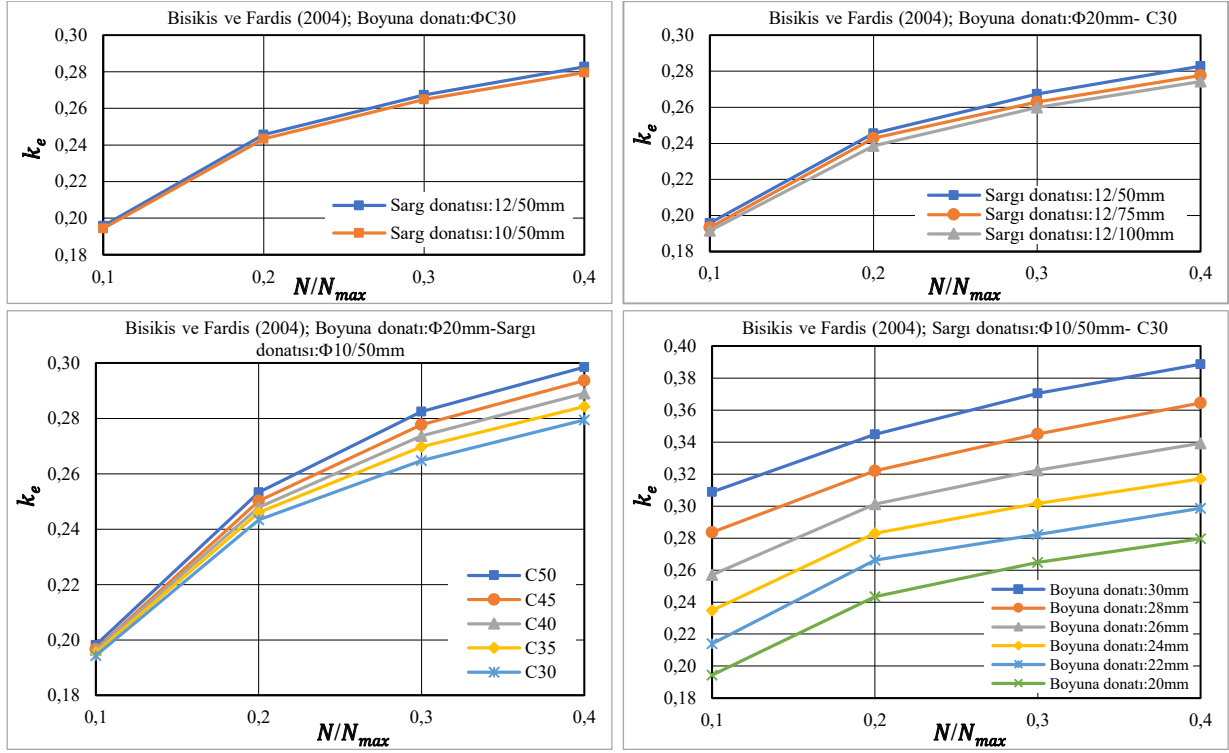 Bisikis ve Fardis (2004); Boyuna donatı:ΦC30
0,30
0,28
0,26
0,24
0,22
0,20
0,18
k_e
Sarg donatısı:12/50mm
Sarg donatısı:10/50mm
0,1 0,2 0,3 0,4
N/N_max
Bisikis ve Fardis (2004); Boyuna donatı:Φ20mm- C30
0,30
0,28
0,26
0,24
0,22
0,20
0,18
k_e
Sargı donatısı:12/50mm
Sargı donatısı:12/75mm
Sargı donatısı:12/100mm
0,1 0,2 0,3 0,4
N/N_max
Bisikis ve Fardis (2004); Boyuna donatı:Φ20mm-Sargı
donatısı:Φ10/50mm
0,30
0,28
0,26
0,24
0,22
0,20
0,18
k_e
C50
C45
C40
C35
C30
0,1 0,2 0,3 0,4
N/N_max
Bisikis ve Fardis (2004); Sargı donatısı:Φ10/50mm- C30
0,40
0,38
0,36
0,34
0,32
0,30
0,28
0,26
0,24
0,22
0,20
0,18
k_e
Boyuna donatı:30mm
Boyuna donatı:28mm
Boyuna donatı:26mm
Boyuna donatı:24mm
Boyuna donatı:22mm
Boyuna donatı:20mm
0,1 0,2 0,3 0,4
N/N_max